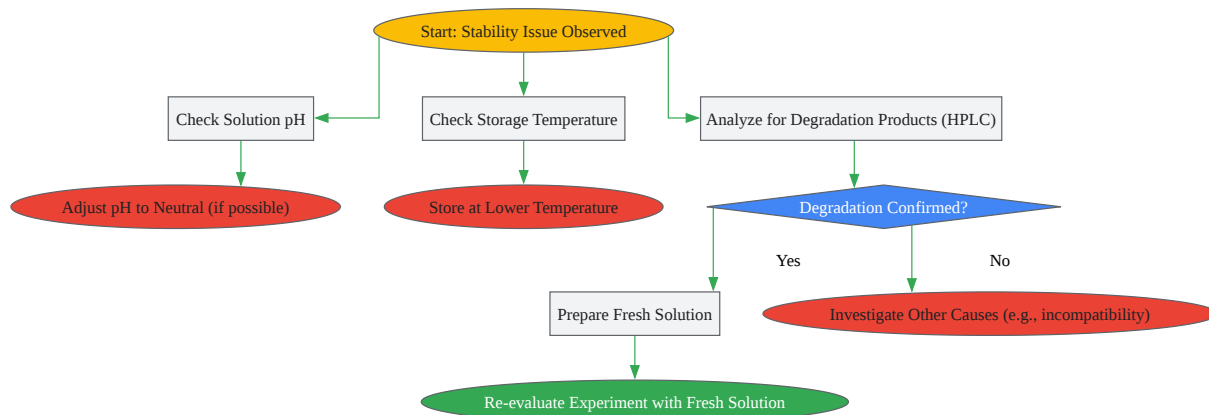 Start: Stability Issue Observed
Check Solution pH
Check Storage Temperature
Analyze for Degradation Products (HPLC)
Adjust pH to Neutral (if possible)
Store at Lower Temperature
Degradation Confirmed?
Yes
No
Prepare Fresh Solution
Investigate Other Causes (e.g., incompatibility)
Re-evaluate Experiment with Fresh Solution